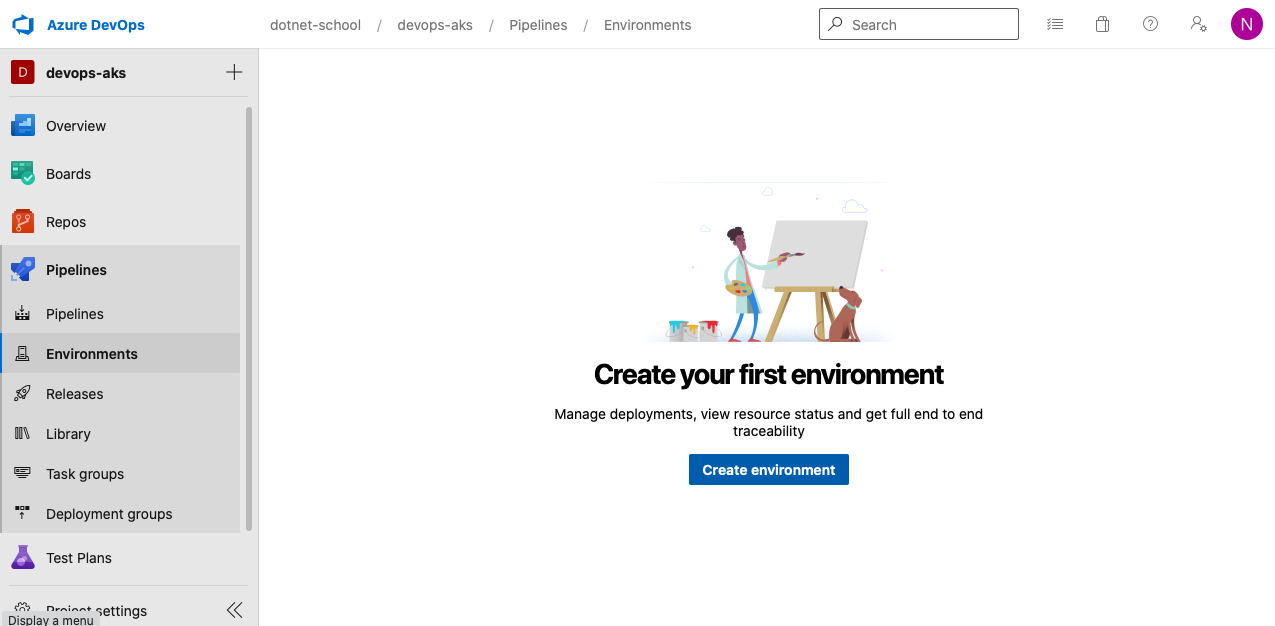 Azure DevOps
dotnet-school / devops-aks / Pipelines / Environments
Search
N
D devops-aks
Overview
Boards
Repos
Pipelines
Pipelines
Environments
Releases
Library
Task groups
Deployment groups
Test Plans
Project settings
Display a menu
Create your first environment
Manage deployments, view resource status and get full end to end
traceability
Create environment